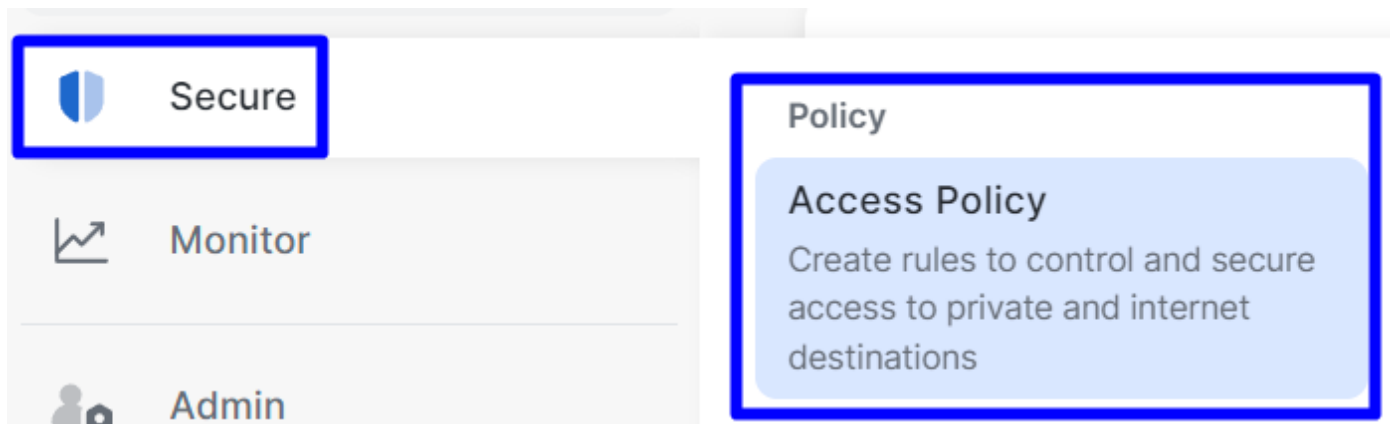 Secure
Monitor
Admin
Policy
Access Policy
Create rules to control and secure
access to private and internet
destinations